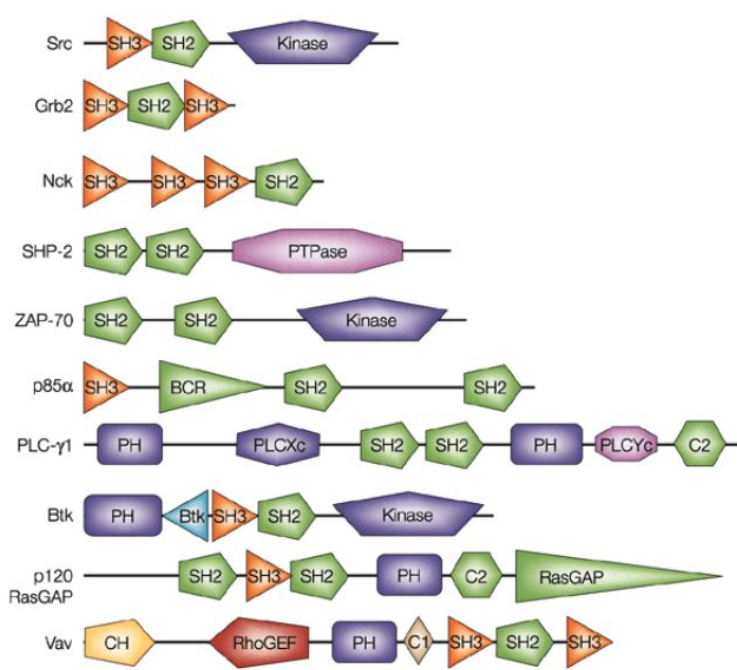 Src SH3 SH2 Kinase
Grb2 SH3 SH2 SH3
Nck SH3 SH3 SH3 SH2
SHP-2 SH2 SH2 PTPase
ZAP-70 SH2 SH2 Kinase
p85α SH3 BCR SH2 SH2
PLC-γ1 PH PLCXc SH2 SH2 PH PLCYc C2
Btk PH Btk SH3 SH2 Kinase
p120 SH2 SH3 SH2 PH C2 RasGAP
RasGAP
Vav CH RhoGEF PH C1 SH3 SH2 SH3